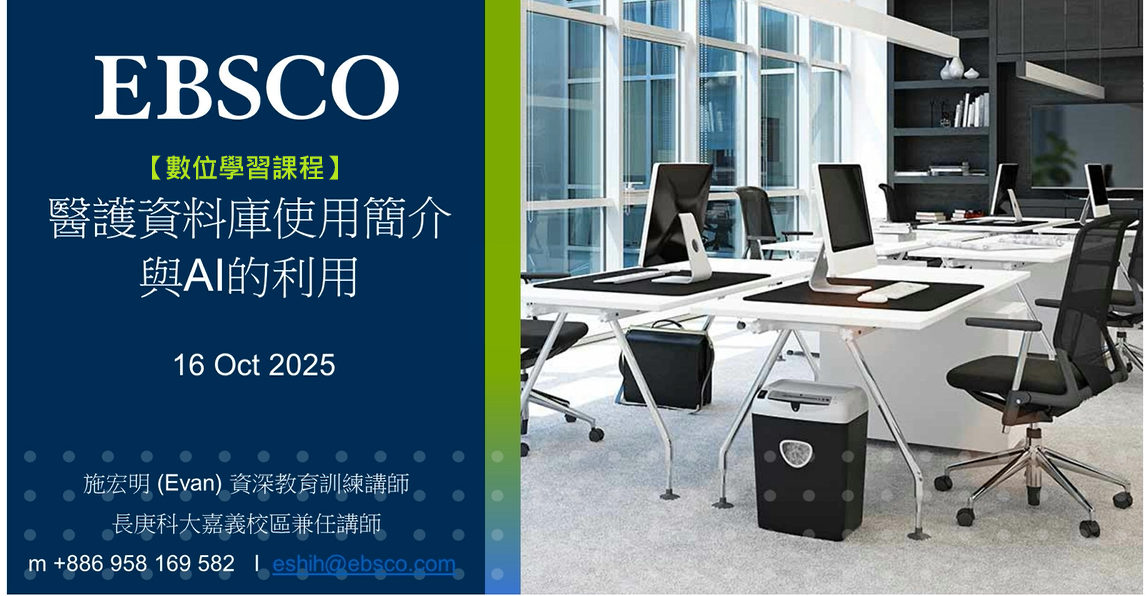 EBSCO
【數位學習課程】
醫護資料庫使用簡介
與AI的利用
16 Oct 2025
施宏明 (Evan) 資深教育訓練講師
長庚科大嘉義校區兼任講師
m +886 958 169 582 l eshih@ebsco.com